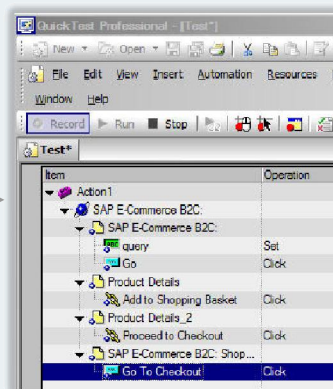 QuickTest Professional - [Test*]
New Open
File Edit View Insert Automation Resources
Window Help
Record Run Stop
Test*
Item Operation
Action1
SAP E-Commerce B2C:
SAP E-Commerce B2C:
query Set
Go Click
Product Details
Add to Shopping Basket Click
Product Details_2
Proceed to Checkout Click
SAP E-Commerce B2C: Shop...
Go To Checkout Click